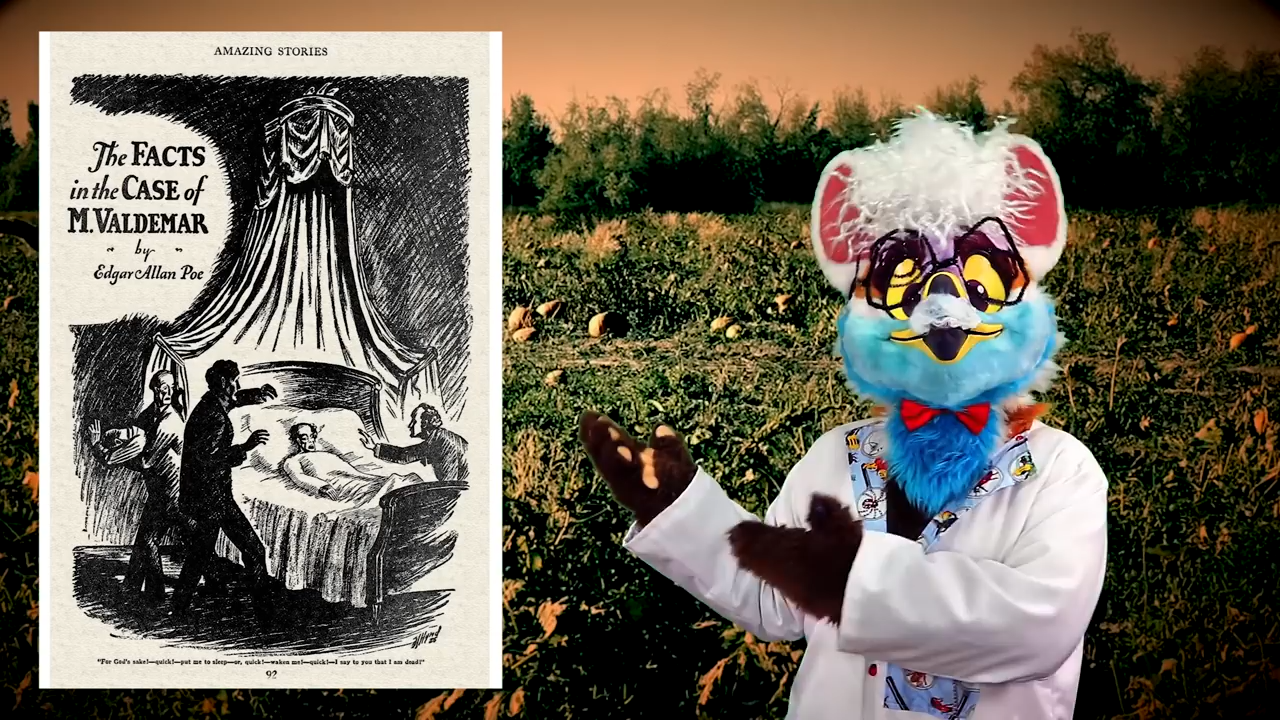 AMAZING STORIES
The FACTS
in the CASE of
M. VALDEMAR
by
Edgar Allan Poe
"For God's sake!—quick!—put me to sleep—or, quick!—waken me!—quick!—I say to you that I am dead!"
92